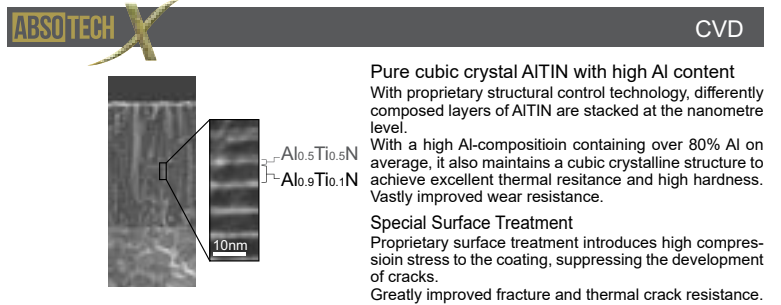 ABSOTECH X
CVD
Pure cubic crystal AlTIN with high Al content
With proprietary structural control technology, differently
composed layers of AlTIN are stacked at the nanometre
level.
With a high Al-compositioin containing over 80% Al on
average, it also maintains a cubic crystalline structure to
achieve excellent thermal resitance and high hardness.
Vastly improved wear resistance.
Special Surface Treatment
Proprietary surface treatment introduces high compres-
sioin stress to the coating, suppressing the development
of cracks.
Greatly improved fracture and thermal crack resistance.
Al0.5Ti0.5N
Al0.9Ti0.1N
10nm